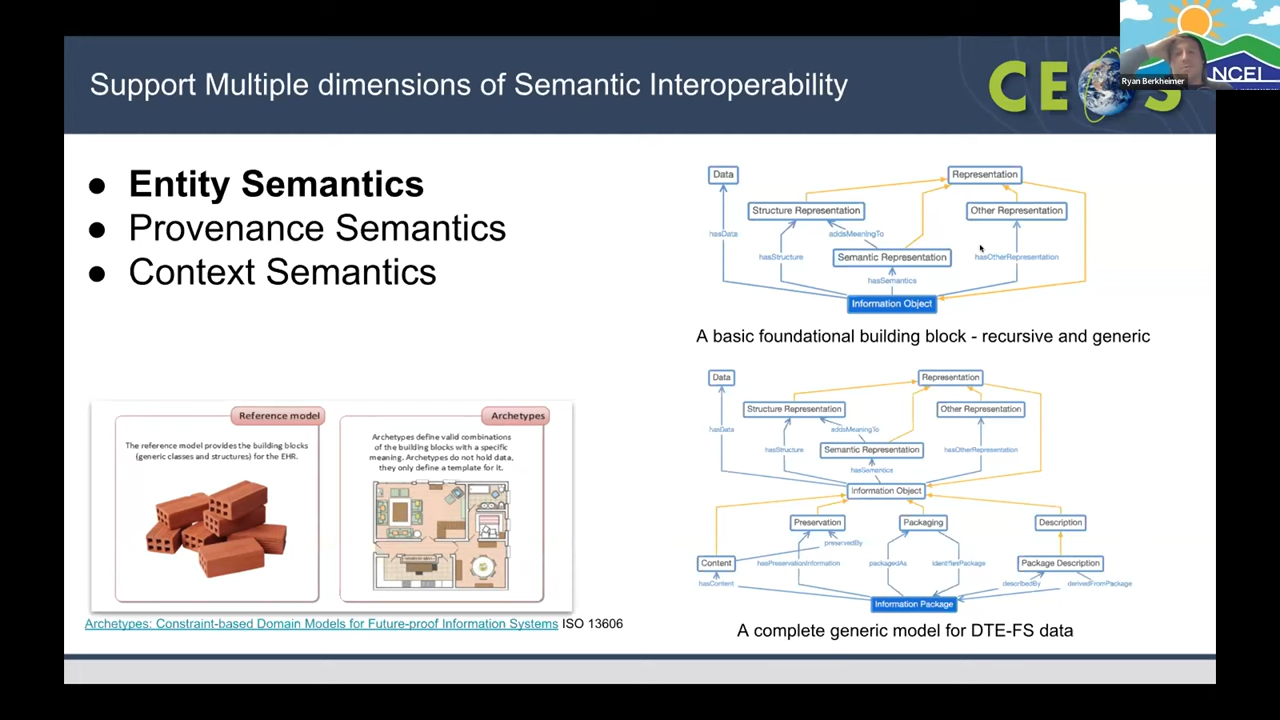 Support Multiple dimensions of Semantic Interoperability
CEOS
Ryan Berkheimer
NCEI
● Entity Semantics
● Provenance Semantics
● Context Semantics
Data
Representation
Structure Representation
Other Representation
hasData
addsMeaningTo
hasStructure
Semantic Representation
hasOtherRepresentation
hasSemantics
Information Object
A basic foundational building block - recursive and generic
Data
Representation
Structure Representation
Other Representation
hasData
addsMeaningTo
hasStructure
Semantic Representation
hasOtherRepresentation
hasSemantics
Information Object
Preservation
Packaging
Description
preservedBy
Content
hasPreservationInformation
packagedAs
identifiesPackage
Package Description
hasContent
describedBy
derivedFromPackage
Information Package
A complete generic model for DTE-FS data
Reference model
The reference model provides the building blocks
(generic classes and structures) for the EHR.
Archetypes
Archetypes define valid combinations
of the building blocks with a specific
meaning. Archetypes do not hold data,
they only define a template for it.
Archetypes: Constraint-based Domain Models for Future-proof Information Systems ISO 13606